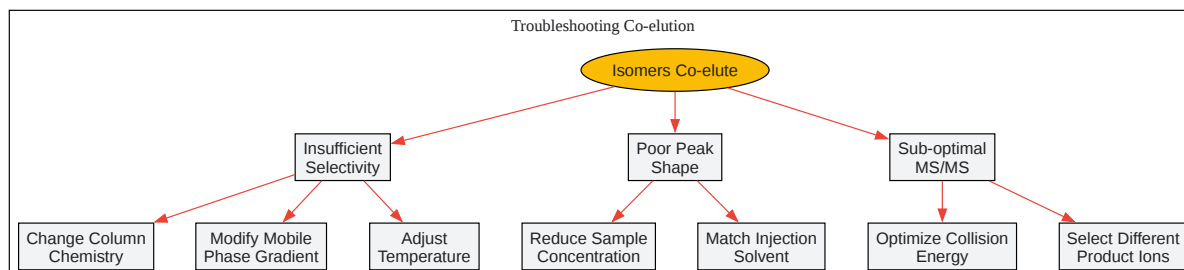 Troubleshooting Co-elution
Isomers Co-elute
Insufficient
Selectivity
Poor Peak
Shape
Sub-optimal
MS/MS
Change Column
Chemistry
Modify Mobile
Phase Gradient
Adjust
Temperature
Reduce Sample
Concentration
Match Injection
Solvent
Optimize Collision
Energy
Select Different
Product Ions